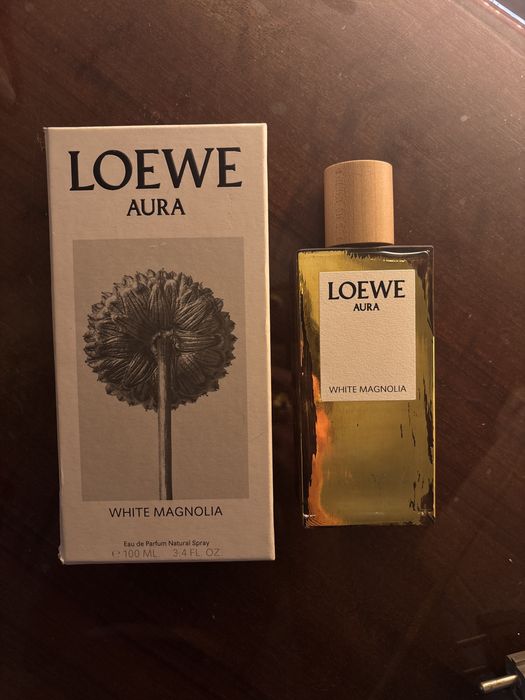 LOEWE
AURA
WHITE MAGNOLIA
Eau de Parfum Natural Spray
℮ 100 ML   3.4 FL. OZ.
LOEWE
AURA
WHITE MAGNOLIA